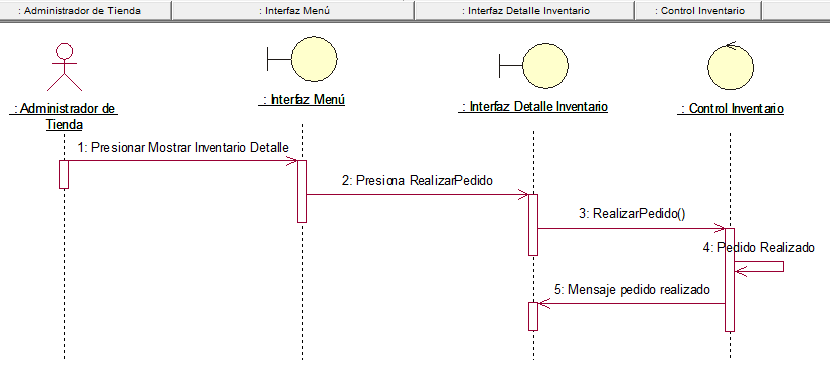 : Administrador de Tienda
: Interfaz Menú
: Interfaz Detalle Inventario
: Control Inventario
: Administrador de
Tienda
: Interfaz Menú
: Interfaz Detalle Inventario
: Control Inventario
1: Presionar Mostrar Inventario Detalle
2: Presiona RealizarPedido
3: RealizarPedido()
4: Pedido Realizado
5: Mensaje pedido realizado